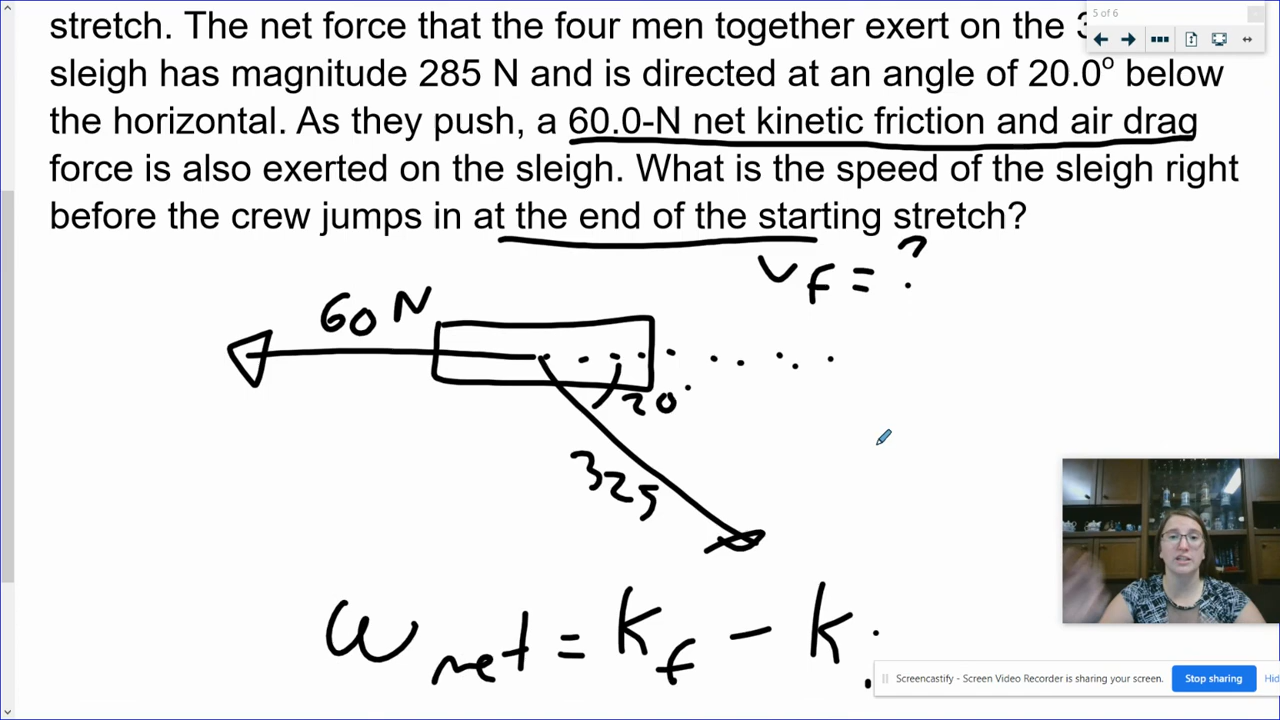 stretch. The net force that the four men together exert on the 3
5 of 6
sleigh has magnitude 285 N and is directed at an angle of 20.0° below
the horizontal. As they push, a 60.0-N net kinetic friction and air drag
force is also exerted on the sleigh. What is the speed of the sleigh right
before the crew jumps in at the end of the starting stretch?
v f = ?
60 N
20
325
W net = K f - K i
Screencastify - Screen Video Recorder is sharing your screen.
Stop sharing
Hid